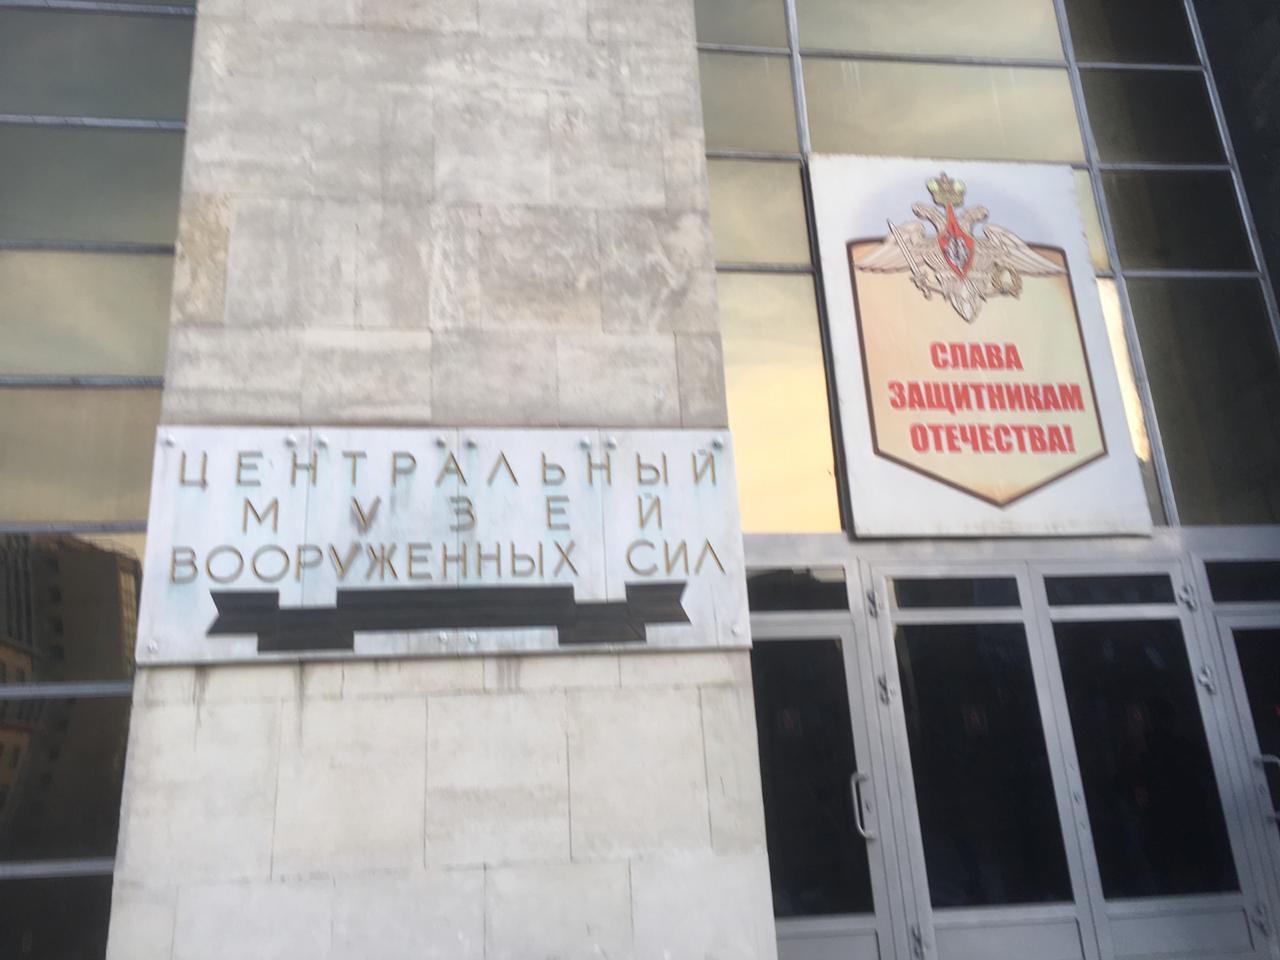 ЦЕНТРАЛЬНЫЙ
МУЗЕЙ
ВООРУЖЕННЫХ СИЛ
СЛАВА
ЗАЩИТНИКАМ
ОТЕЧЕСТВА!